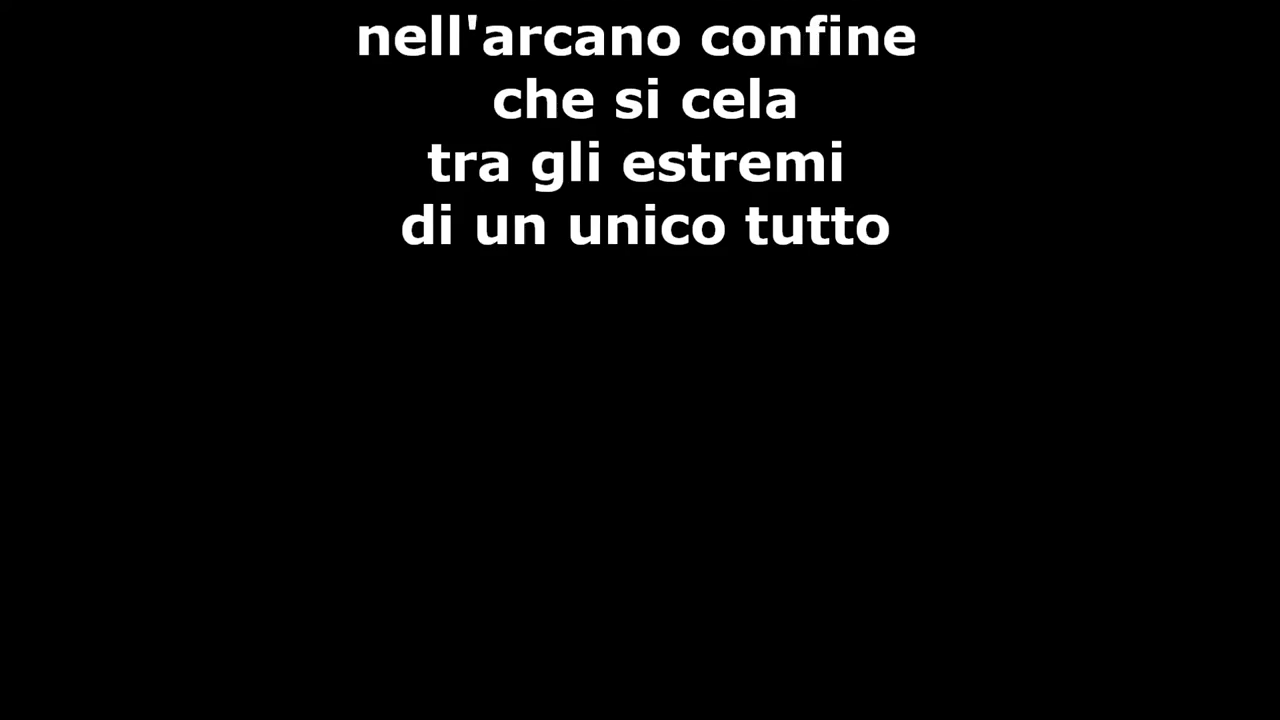 nell'arcano confine
che si cela
tra gli estremi
di un unico tutto